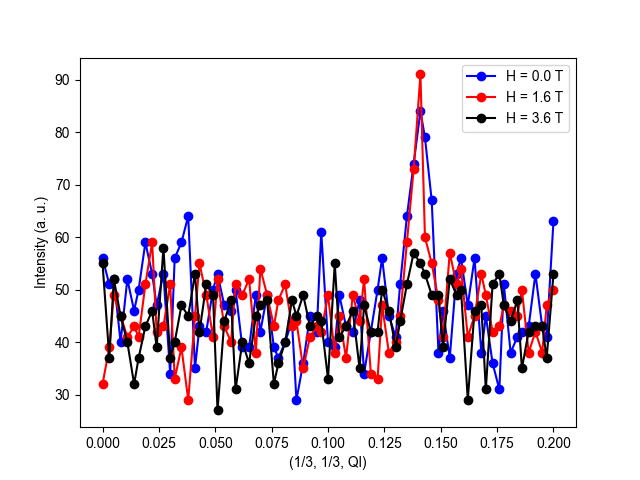 H = 0.0 T
H = 1.6 T
H = 3.6 T
90
80
70
60
50
40
30
Intensity (a. u.)
0.000 0.025 0.050 0.075 0.100 0.125 0.150 0.175 0.200
(1/3, 1/3, Ql)